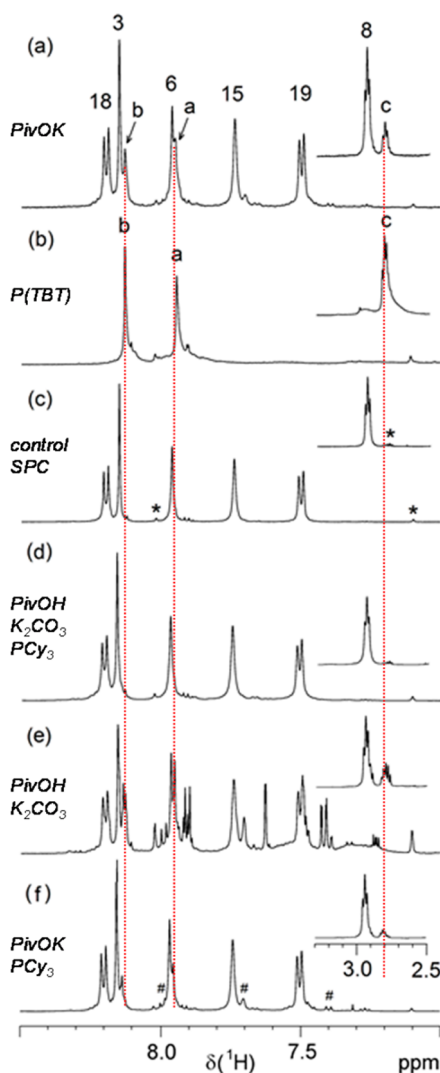 (a)
PivOK
18
3
b
6
a
15
19
8
c
(b)
P(TBT)
b
a
c
(c)
control
SPC
*
*
*
(d)
PivOH
K₂CO₃
PCy₃
(e)
PivOH
K₂CO₃
(f)
PivOK
PCy₃
#
#
#
3.0
2.5
8.0
7.5
δ(¹H)
ppm